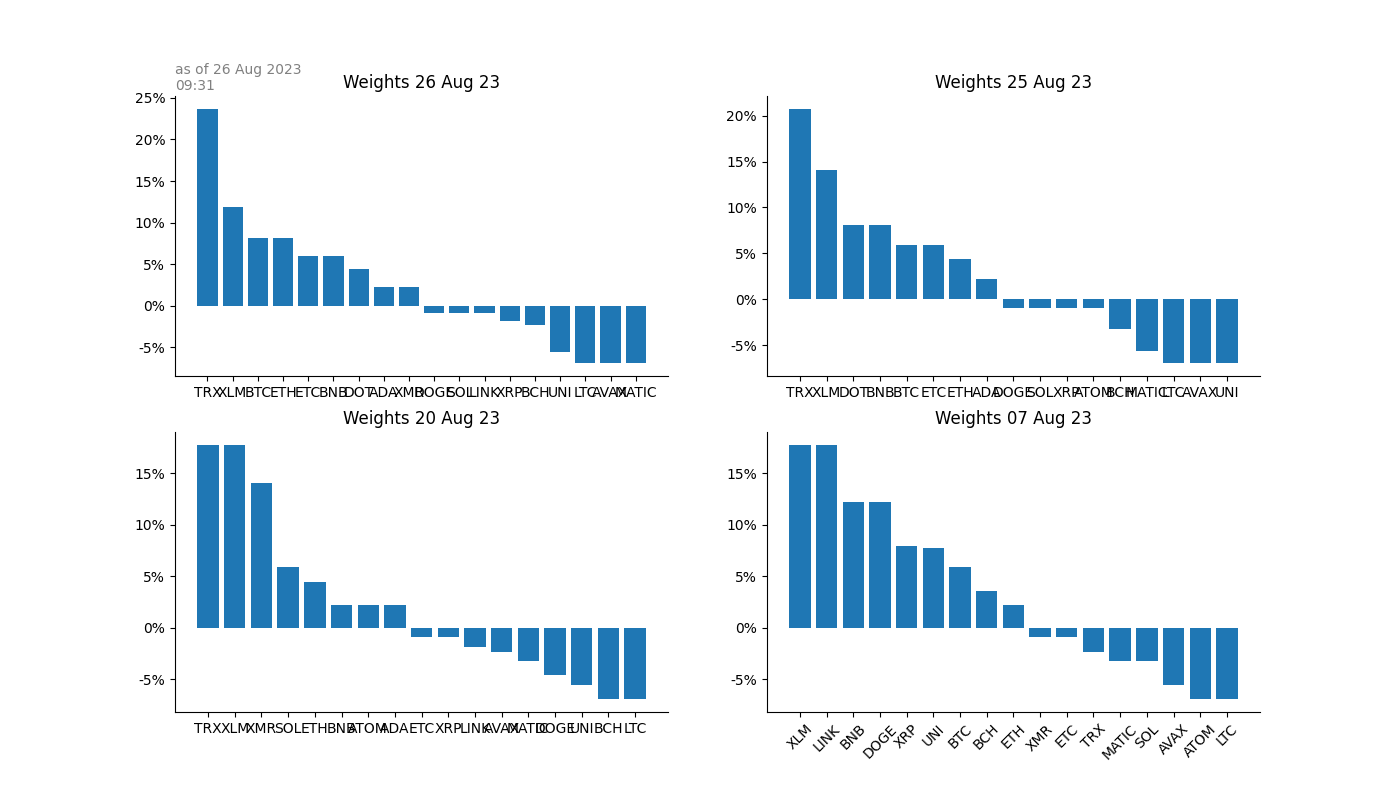 as of 26 Aug 2023
09:31
Weights 26 Aug 23
25%
20%
15%
10%
5%
0%
-5%
TRX XLM BTC ETH ETC BNB DOT ADA XMR DOGE SOL LINK XRP BCH UNI LTC AVAX MATIC
Weights 25 Aug 23
20%
15%
10%
5%
0%
-5%
TRX XLM DOT BNB BTC ETC ETH ADA DOGE SOL XRP ATOM BCH MATIC LTC AVAX UNI
Weights 20 Aug 23
15%
10%
5%
0%
-5%
TRX XLM XMR SOL ETH BNB ATOM ADA ETC XRP LINK AVAX MATIC DOGE UNI BCH LTC
Weights 07 Aug 23
15%
10%
5%
0%
-5%
XLM LINK BNB DOGE XRP UNI BTC BCH ETH XMR ETC TRX MATIC SOL AVAX ATOM LTC